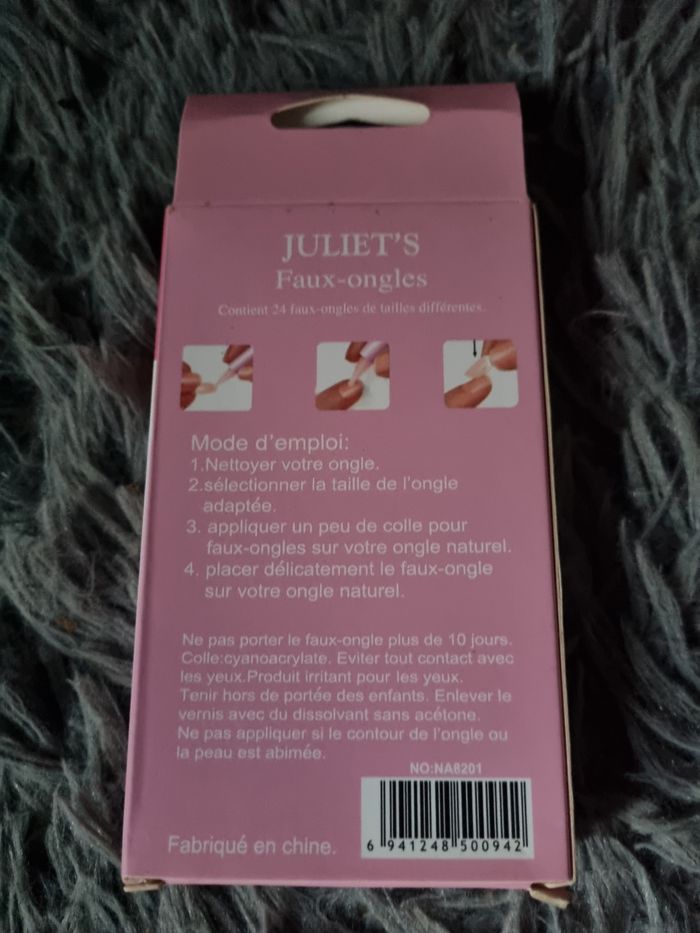 JULIET'S
Faux-ongles
Contient 24 faux-ongles de tailles différentes.
Mode d'emploi:
1.Nettoyer votre ongle.
2.sélectionner la taille de l'ongle
adaptée.
3. appliquer un peu de colle pour
faux-ongles sur votre ongle naturel.
4. placer délicatement le faux-ongle
sur votre ongle naturel.
Ne pas porter le faux-ongle plus de 10 jours.
Colle:cyanoacrylate. Eviter tout contact avec
les yeux.Produit irritant pour les yeux.
Tenir hors de portée des enfants. Enlever le
vernis avec du dissolvant sans acétone.
Ne pas appliquer si le contour de l'ongle ou
la peau est abimée.
NO:NA8201
6 941248 500942
Fabriqué en chine.